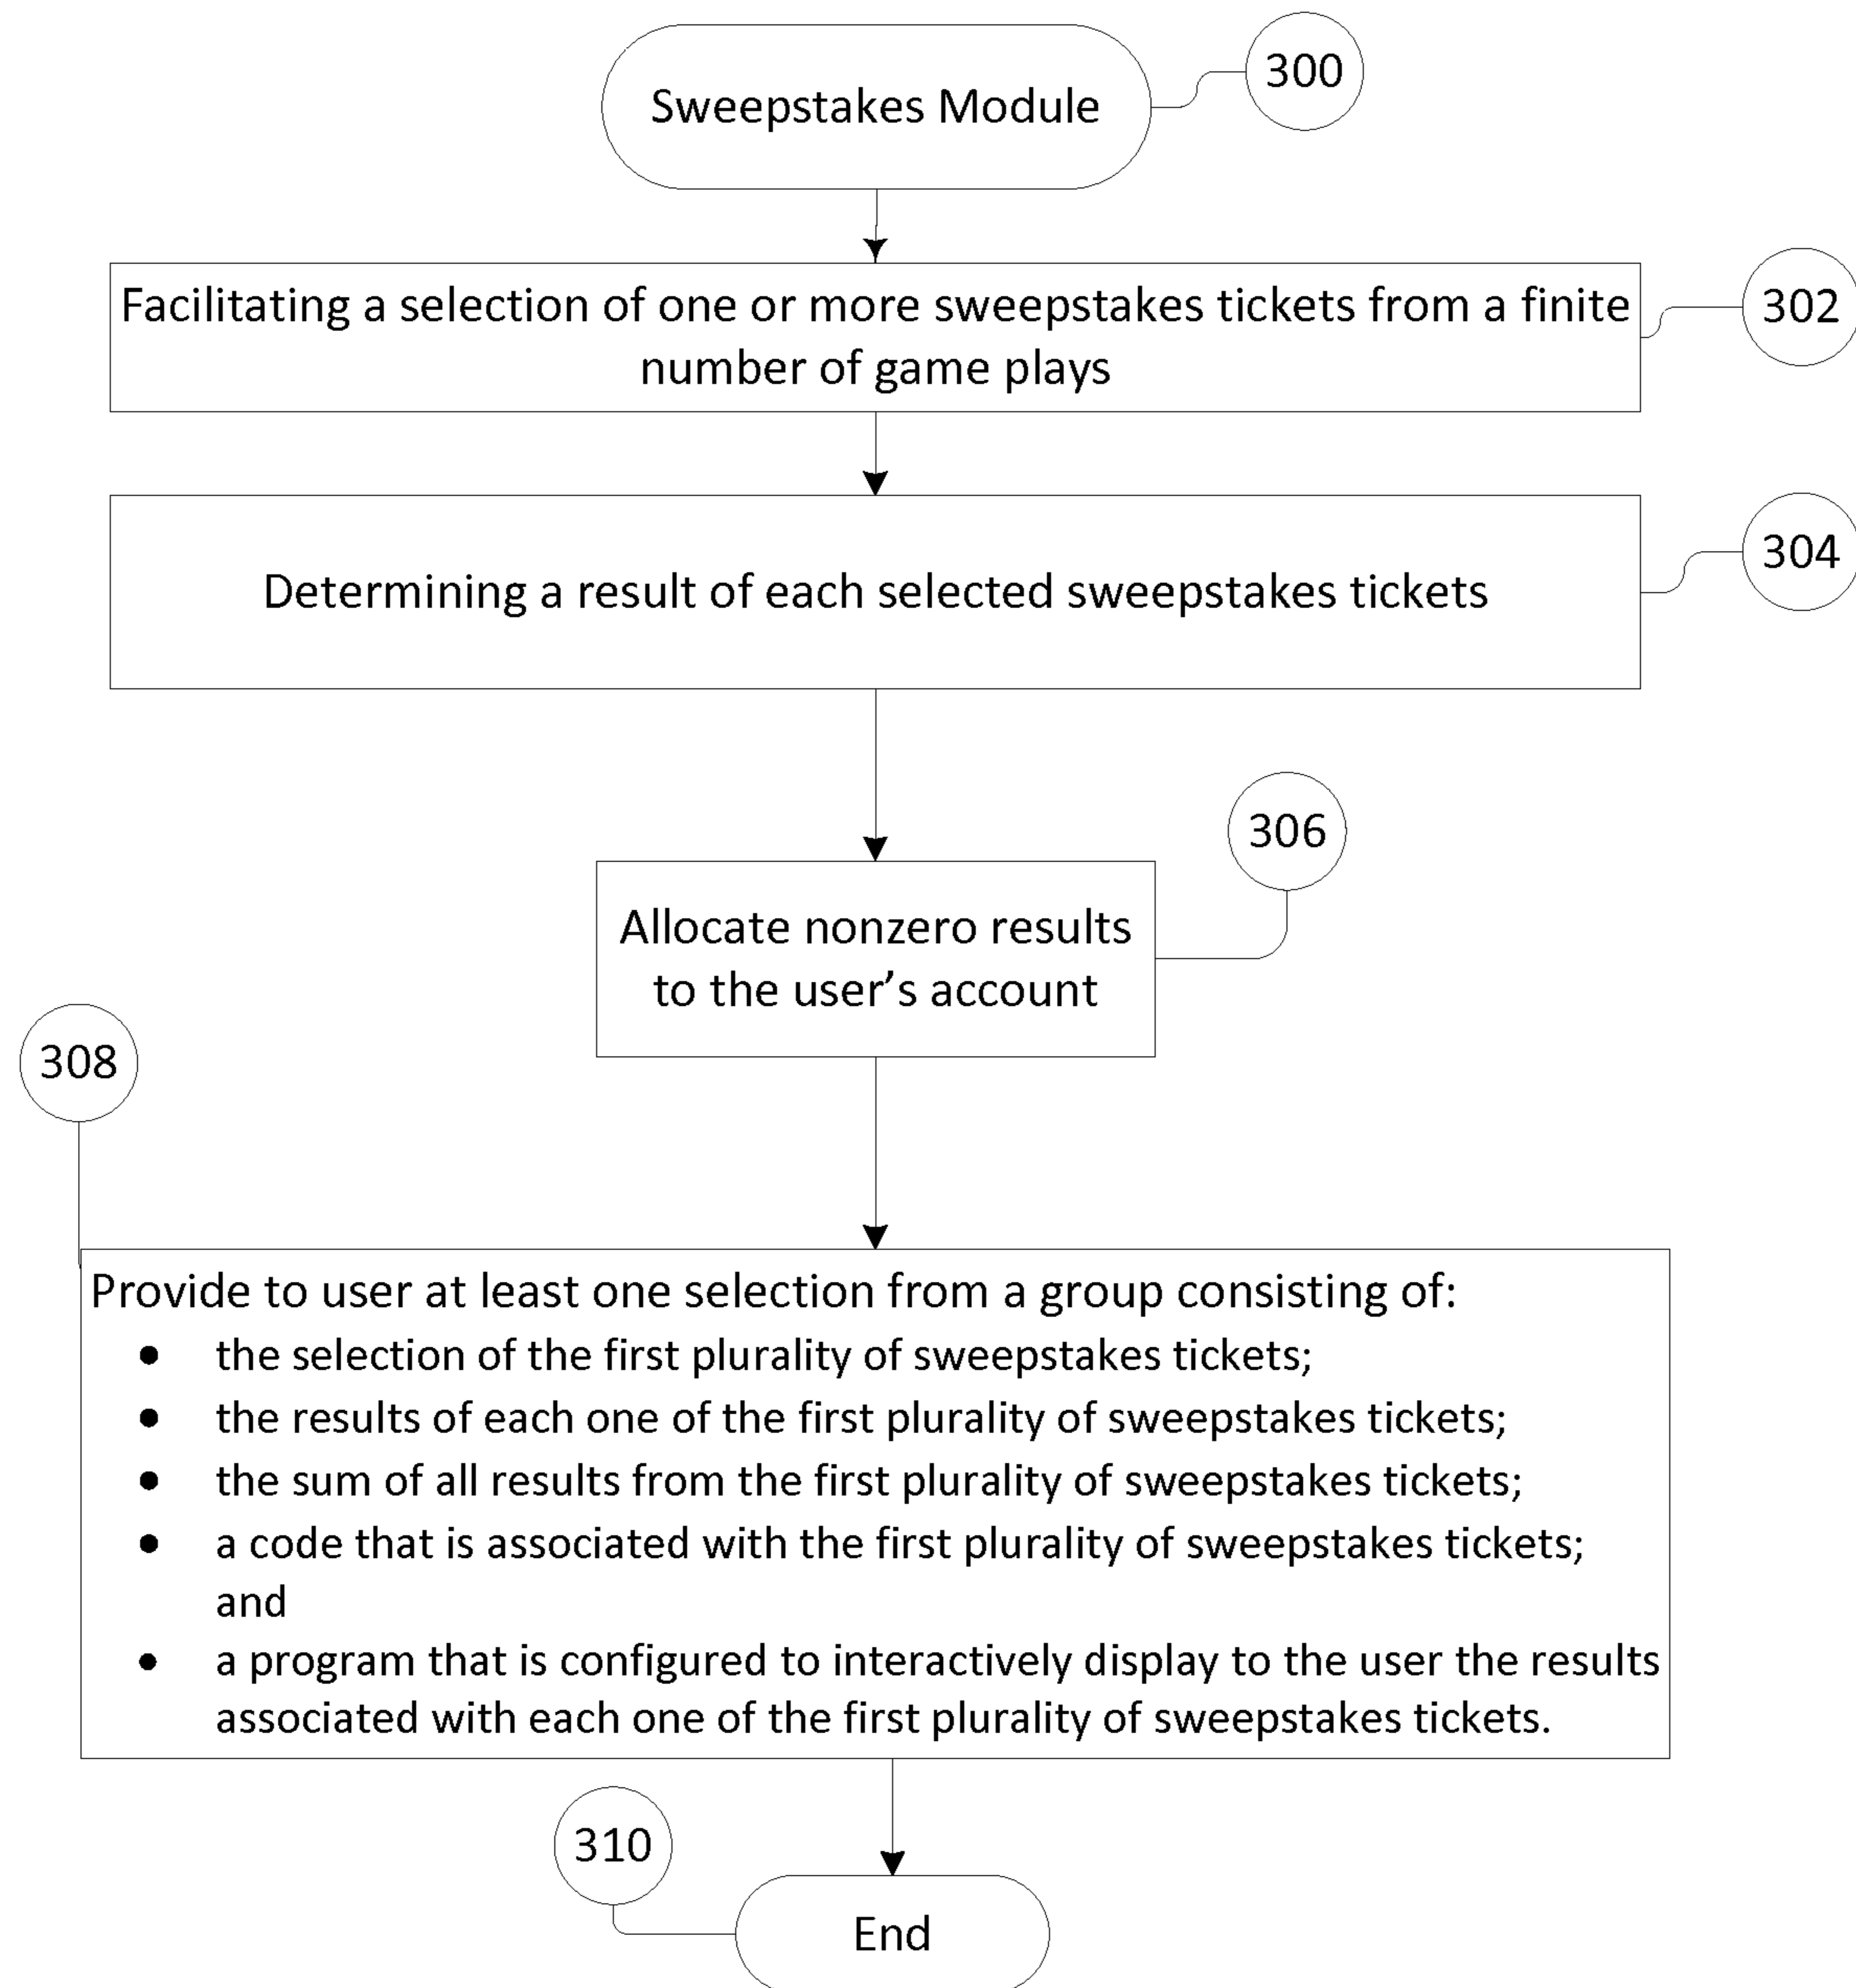 Sweepstakes Module
300
Facilitating a selection of one or more sweepstakes tickets from a finite
number of game plays
302
Determining a result of each selected sweepstakes tickets
304
Allocate nonzero results
to the user's account
306
308
Provide to user at least one selection from a group consisting of:
• the selection of the first plurality of sweepstakes tickets;
• the results of each one of the first plurality of sweepstakes tickets;
• the sum of all results from the first plurality of sweepstakes tickets;
• a code that is associated with the first plurality of sweepstakes tickets;
and
• a program that is configured to interactively display to the user the results
associated with each one of the first plurality of sweepstakes tickets.
310
End